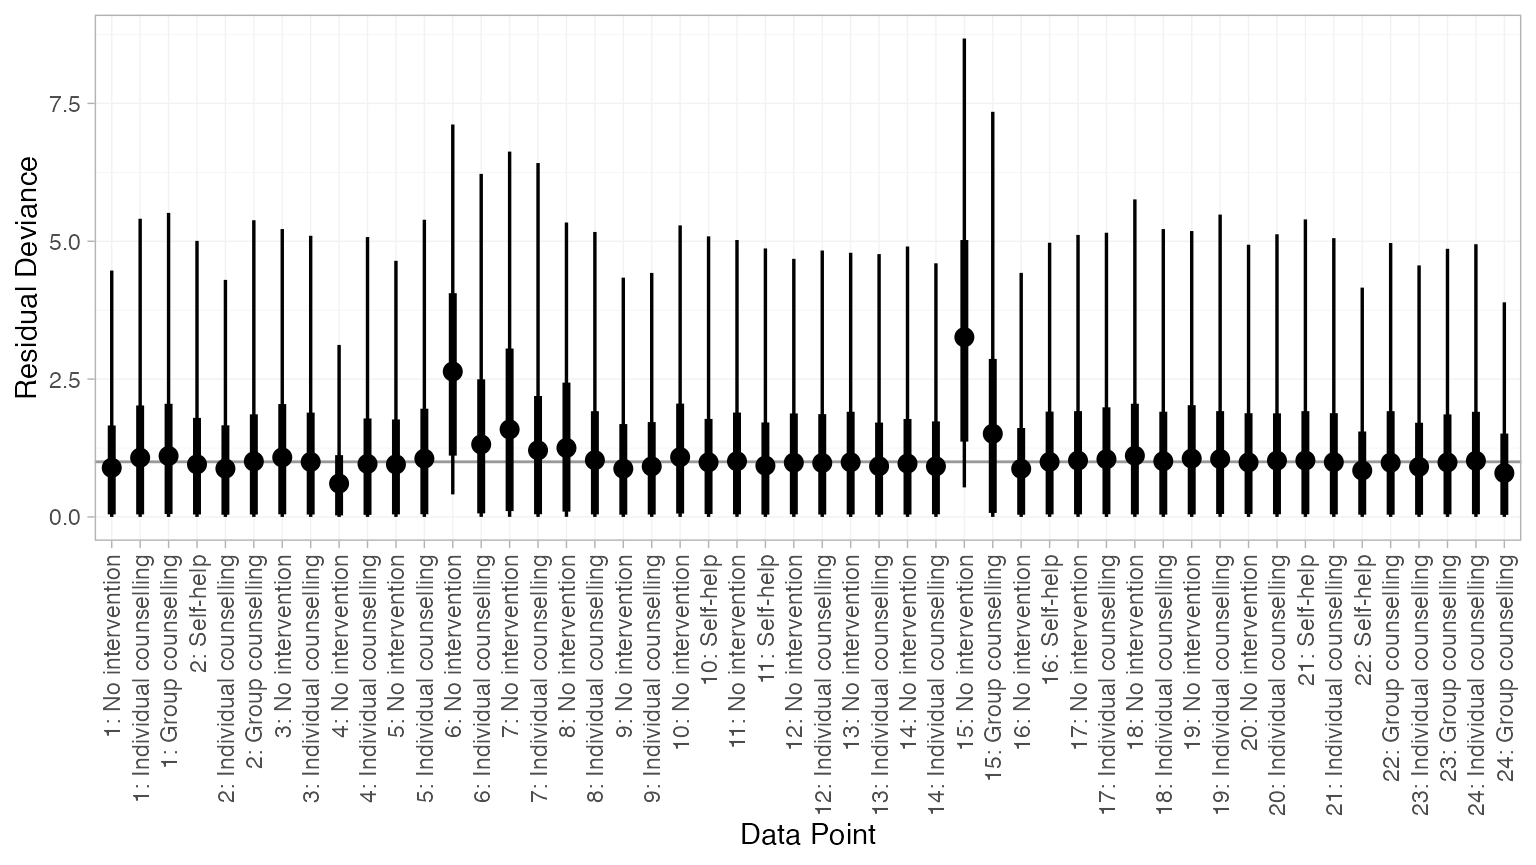 Residual Deviance
7.5
5.0
2.5
0.0
1: No intervention
1: Individual counselling
1: Group counselling
2: Self-help
2: Individual counselling
2: Group counselling
3: No intervention
3: Individual counselling
4: No intervention
4: Individual counselling
5: No intervention
5: Individual counselling
6: No intervention
6: Individual counselling
7: No intervention
7: Individual counselling
8: No intervention
8: Individual counselling
9: No intervention
9: Individual counselling
10: No intervention
10: Self-help
11: No intervention
11: Self-help
12: No intervention
12: Individual counselling
13: No intervention
13: Individual counselling
14: No intervention
14: Individual counselling
15: No intervention
15: Group counselling
16: No intervention
16: Self-help
17: No intervention
17: Individual counselling
18: No intervention
18: Individual counselling
19: No intervention
19: Individual counselling
20: No intervention
20: Individual counselling
21: Self-help
21: Individual counselling
22: Self-help
22: Group counselling
23: Individual counselling
23: Group counselling
24: Individual counselling
24: Group counselling
Data Point